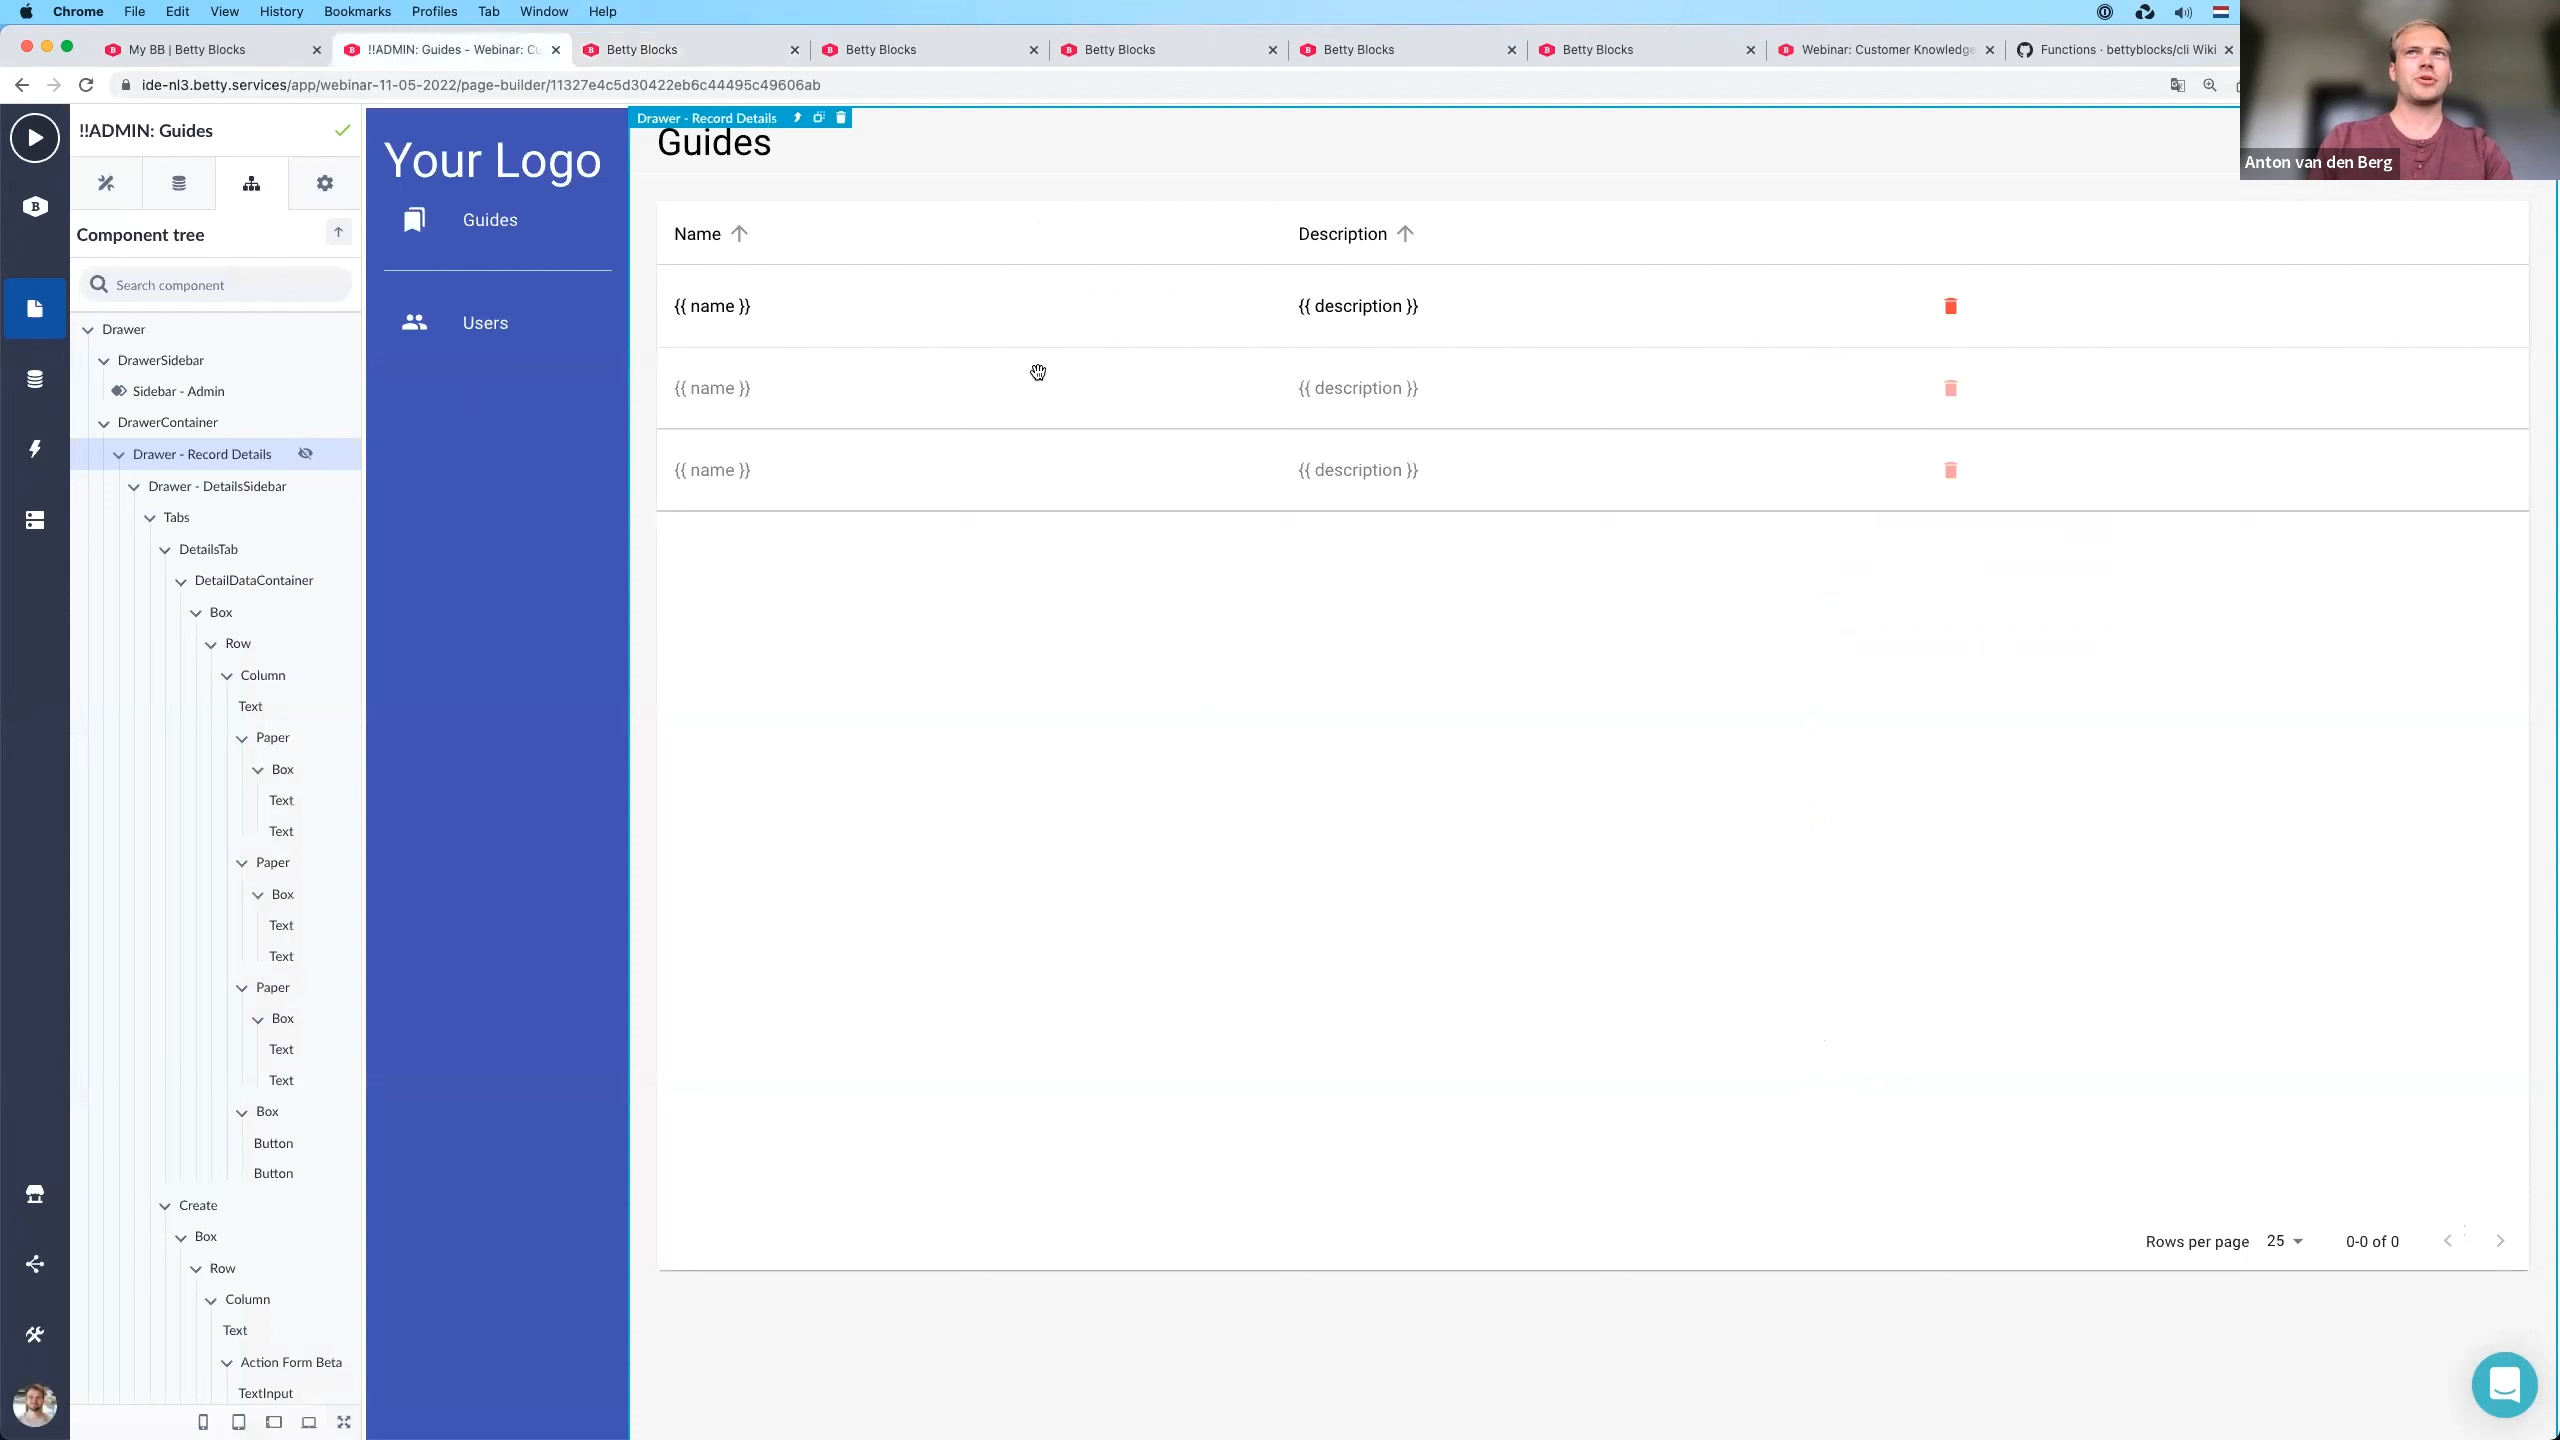 Chrome File Edit View History Bookmarks Profiles Tab Window Help
My BB | Betty Blocks
!!ADMIN: Guides - Webinar: Cu
Betty Blocks
Betty Blocks
Betty Blocks
Betty Blocks
Betty Blocks
Webinar: Customer Knowledge
Functions · bettyblocks/cli Wiki
ide-nl3.betty.services/app/webinar-11-05-2022/page-builder/11327e4c5d30422eb6c44495c49606ab
Anton van den Berg
!!ADMIN: Guides
Component tree
Search component
Drawer
DrawerSidebar
Sidebar - Admin
DrawerContainer
Drawer - Record Details
Drawer - DetailsSidebar
Tabs
DetailsTab
DetailDataContainer
Box
Row
Column
Text
Paper
Box
Text
Text
Paper
Box
Text
Text
Paper
Box
Text
Text
Box
Button
Button
Create
Box
Row
Column
Text
Action Form Beta
TextInput
Your Logo
Guides
Users
Drawer - Record Details
Guides
Name Description
{{ name }} {{ description }}
{{ name }} {{ description }}
{{ name }} {{ description }}
Rows per page 25 0-0 of 0